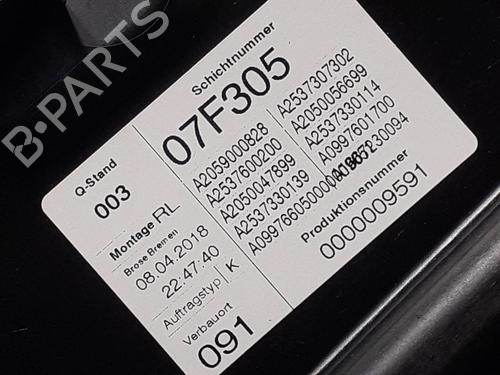 B-PARTS
Q-Stand
003
Schichtnummer
07F305
Montage RL
Brose Bremen
08.04.2018
22:47:40
Auftragstyp K
Verbauort
091
A2059000828
A2537600200
A2050047899
A2537330139
A0997660500000
A2537307302
A2050056699
A2537330114
A0997601700
Produktionsnummer
0000009591